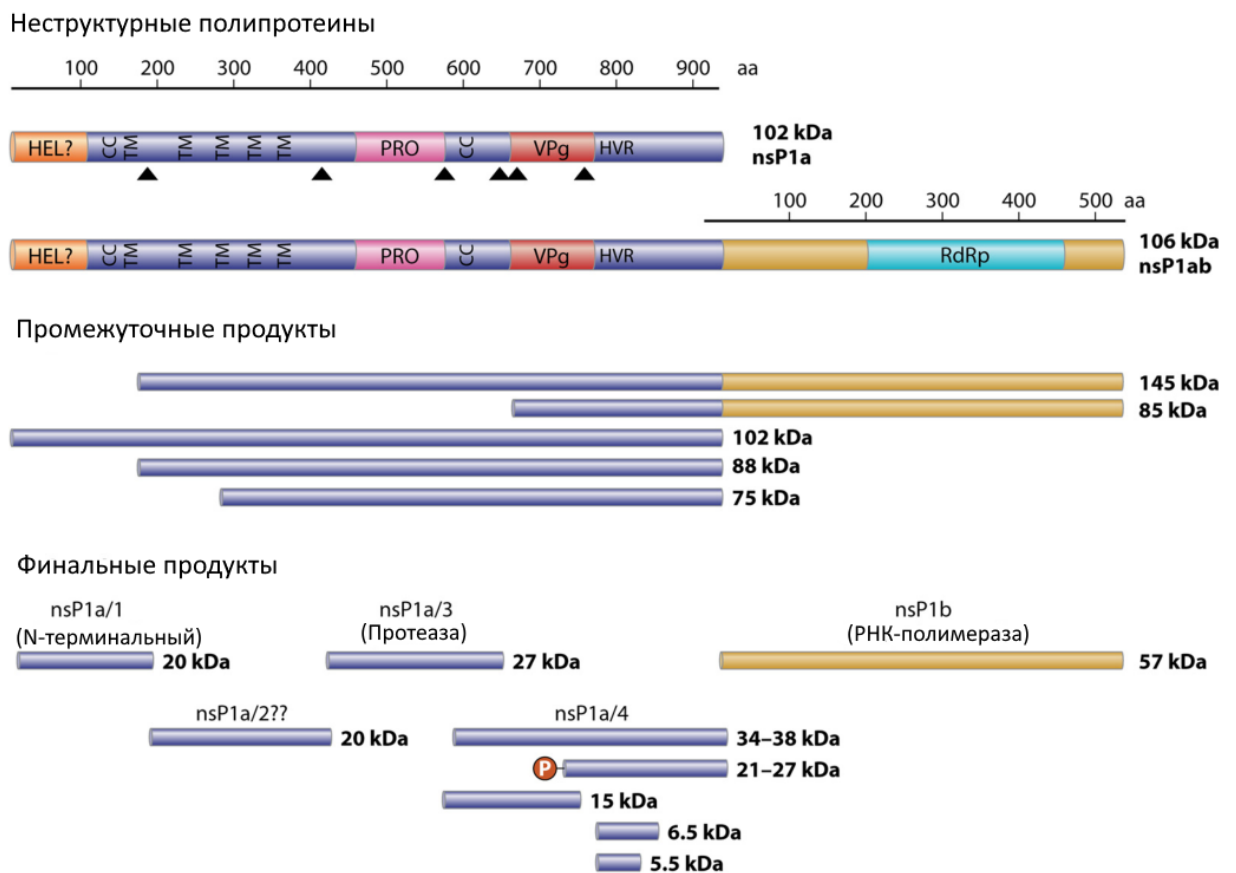 Неструктурные полипротеины
100 200 300 400 500 600 700 800 900 aa
HEL? CC TM TM TM TM TM PRO CC VPg HVR
102 kDa
nsP1a
100 200 300 400 500 aa
HEL? CC TM TM TM TM TM PRO CC VPg HVR RdRp
106 kDa
nsP1ab
Промежуточные продукты
145 kDa
85 kDa
102 kDa
88 kDa
75 kDa
Финальные продукты
nsP1a/1
(N-терминальный)
20 kDa
nsP1a/3
(Протеаза)
27 kDa
nsP1b
(РНК-полимераза)
57 kDa
nsP1a/2??
20 kDa
nsP1a/4
34–38 kDa
P 21–27 kDa
15 kDa
6.5 kDa
5.5 kDa